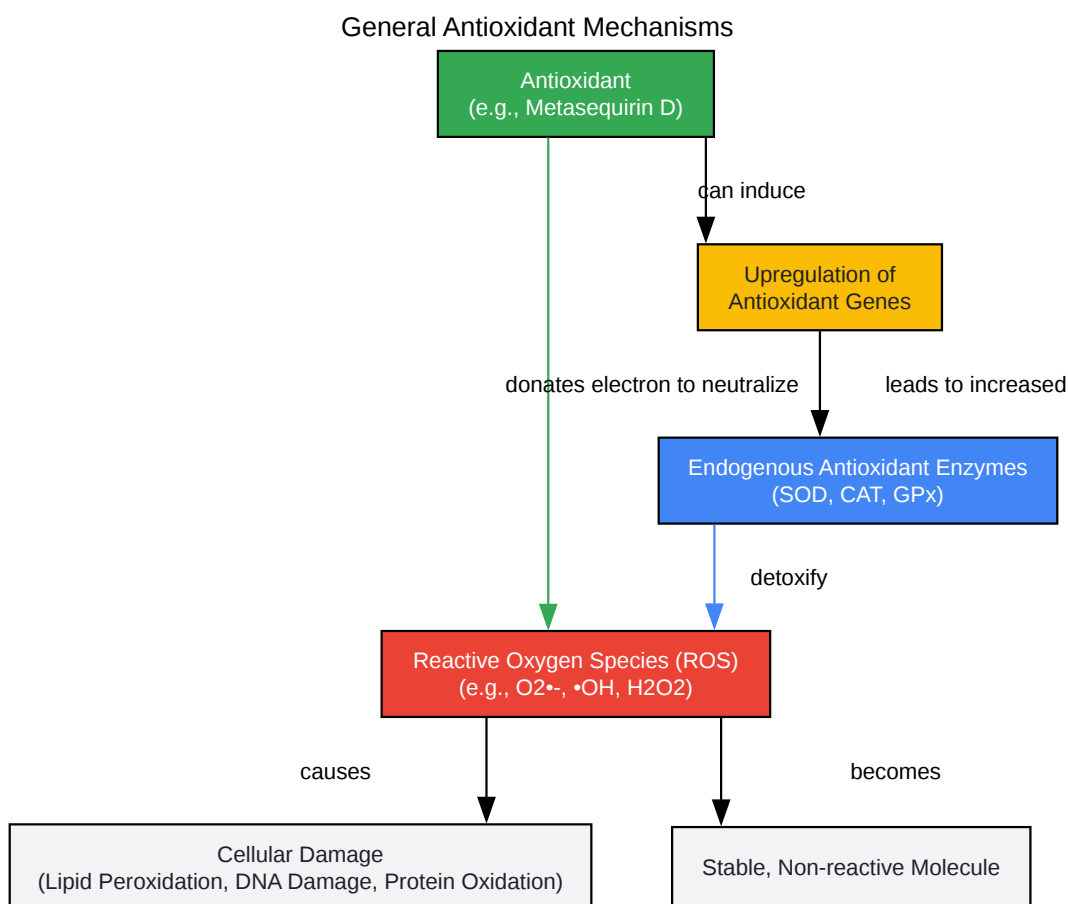 General Antioxidant Mechanisms
Antioxidant
(e.g., Metasequirin D)
can induce
Upregulation of
Antioxidant Genes
donates electron to neutralize
leads to increased
Endogenous Antioxidant Enzymes
(SOD, CAT, GPx)
detoxify
Reactive Oxygen Species (ROS)
(e.g., O2•-, •OH, H2O2)
causes
becomes
Cellular Damage
(Lipid Peroxidation, DNA Damage, Protein Oxidation)
Stable, Non-reactive Molecule